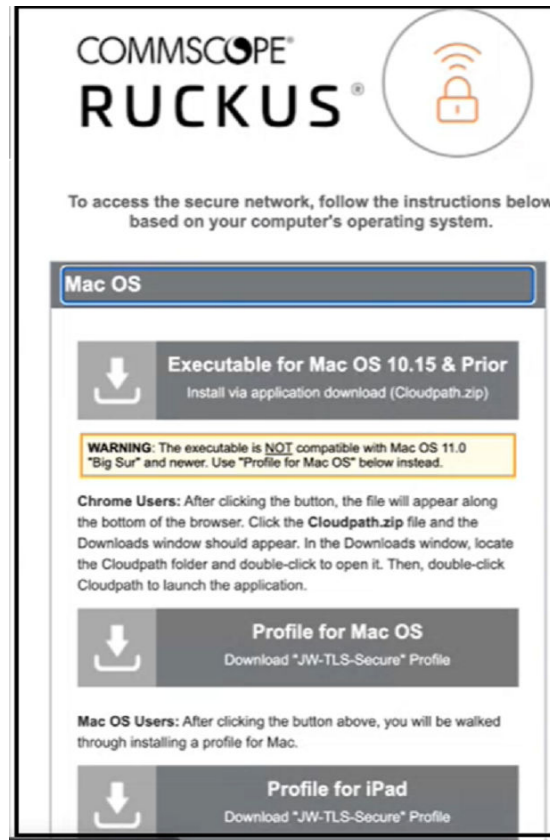 COMMSCOPE®
RUCKUS®
To access the secure network, follow the instructions below
based on your computer's operating system.
Mac OS
Executable for Mac OS 10.15 & Prior
Install via application download (Cloudpath.zip)
WARNING: The executable is NOT compatible with Mac OS 11.0
"Big Sur" and newer. Use "Profile for Mac OS" below instead.
Chrome Users: After clicking the button, the file will appear along
the bottom of the browser. Click the Cloudpath.zip file and the
Downloads window should appear. In the Downloads window, locate
the Cloudpath folder and double-click to open it. Then, double-click
Cloudpath to launch the application.
Profile for Mac OS
Download "JW-TLS-Secure" Profile
Mac OS Users: After clicking the button above, you will be walked
through installing a profile for Mac.
Profile for iPad
Download "JW-TLS-Secure" Profile